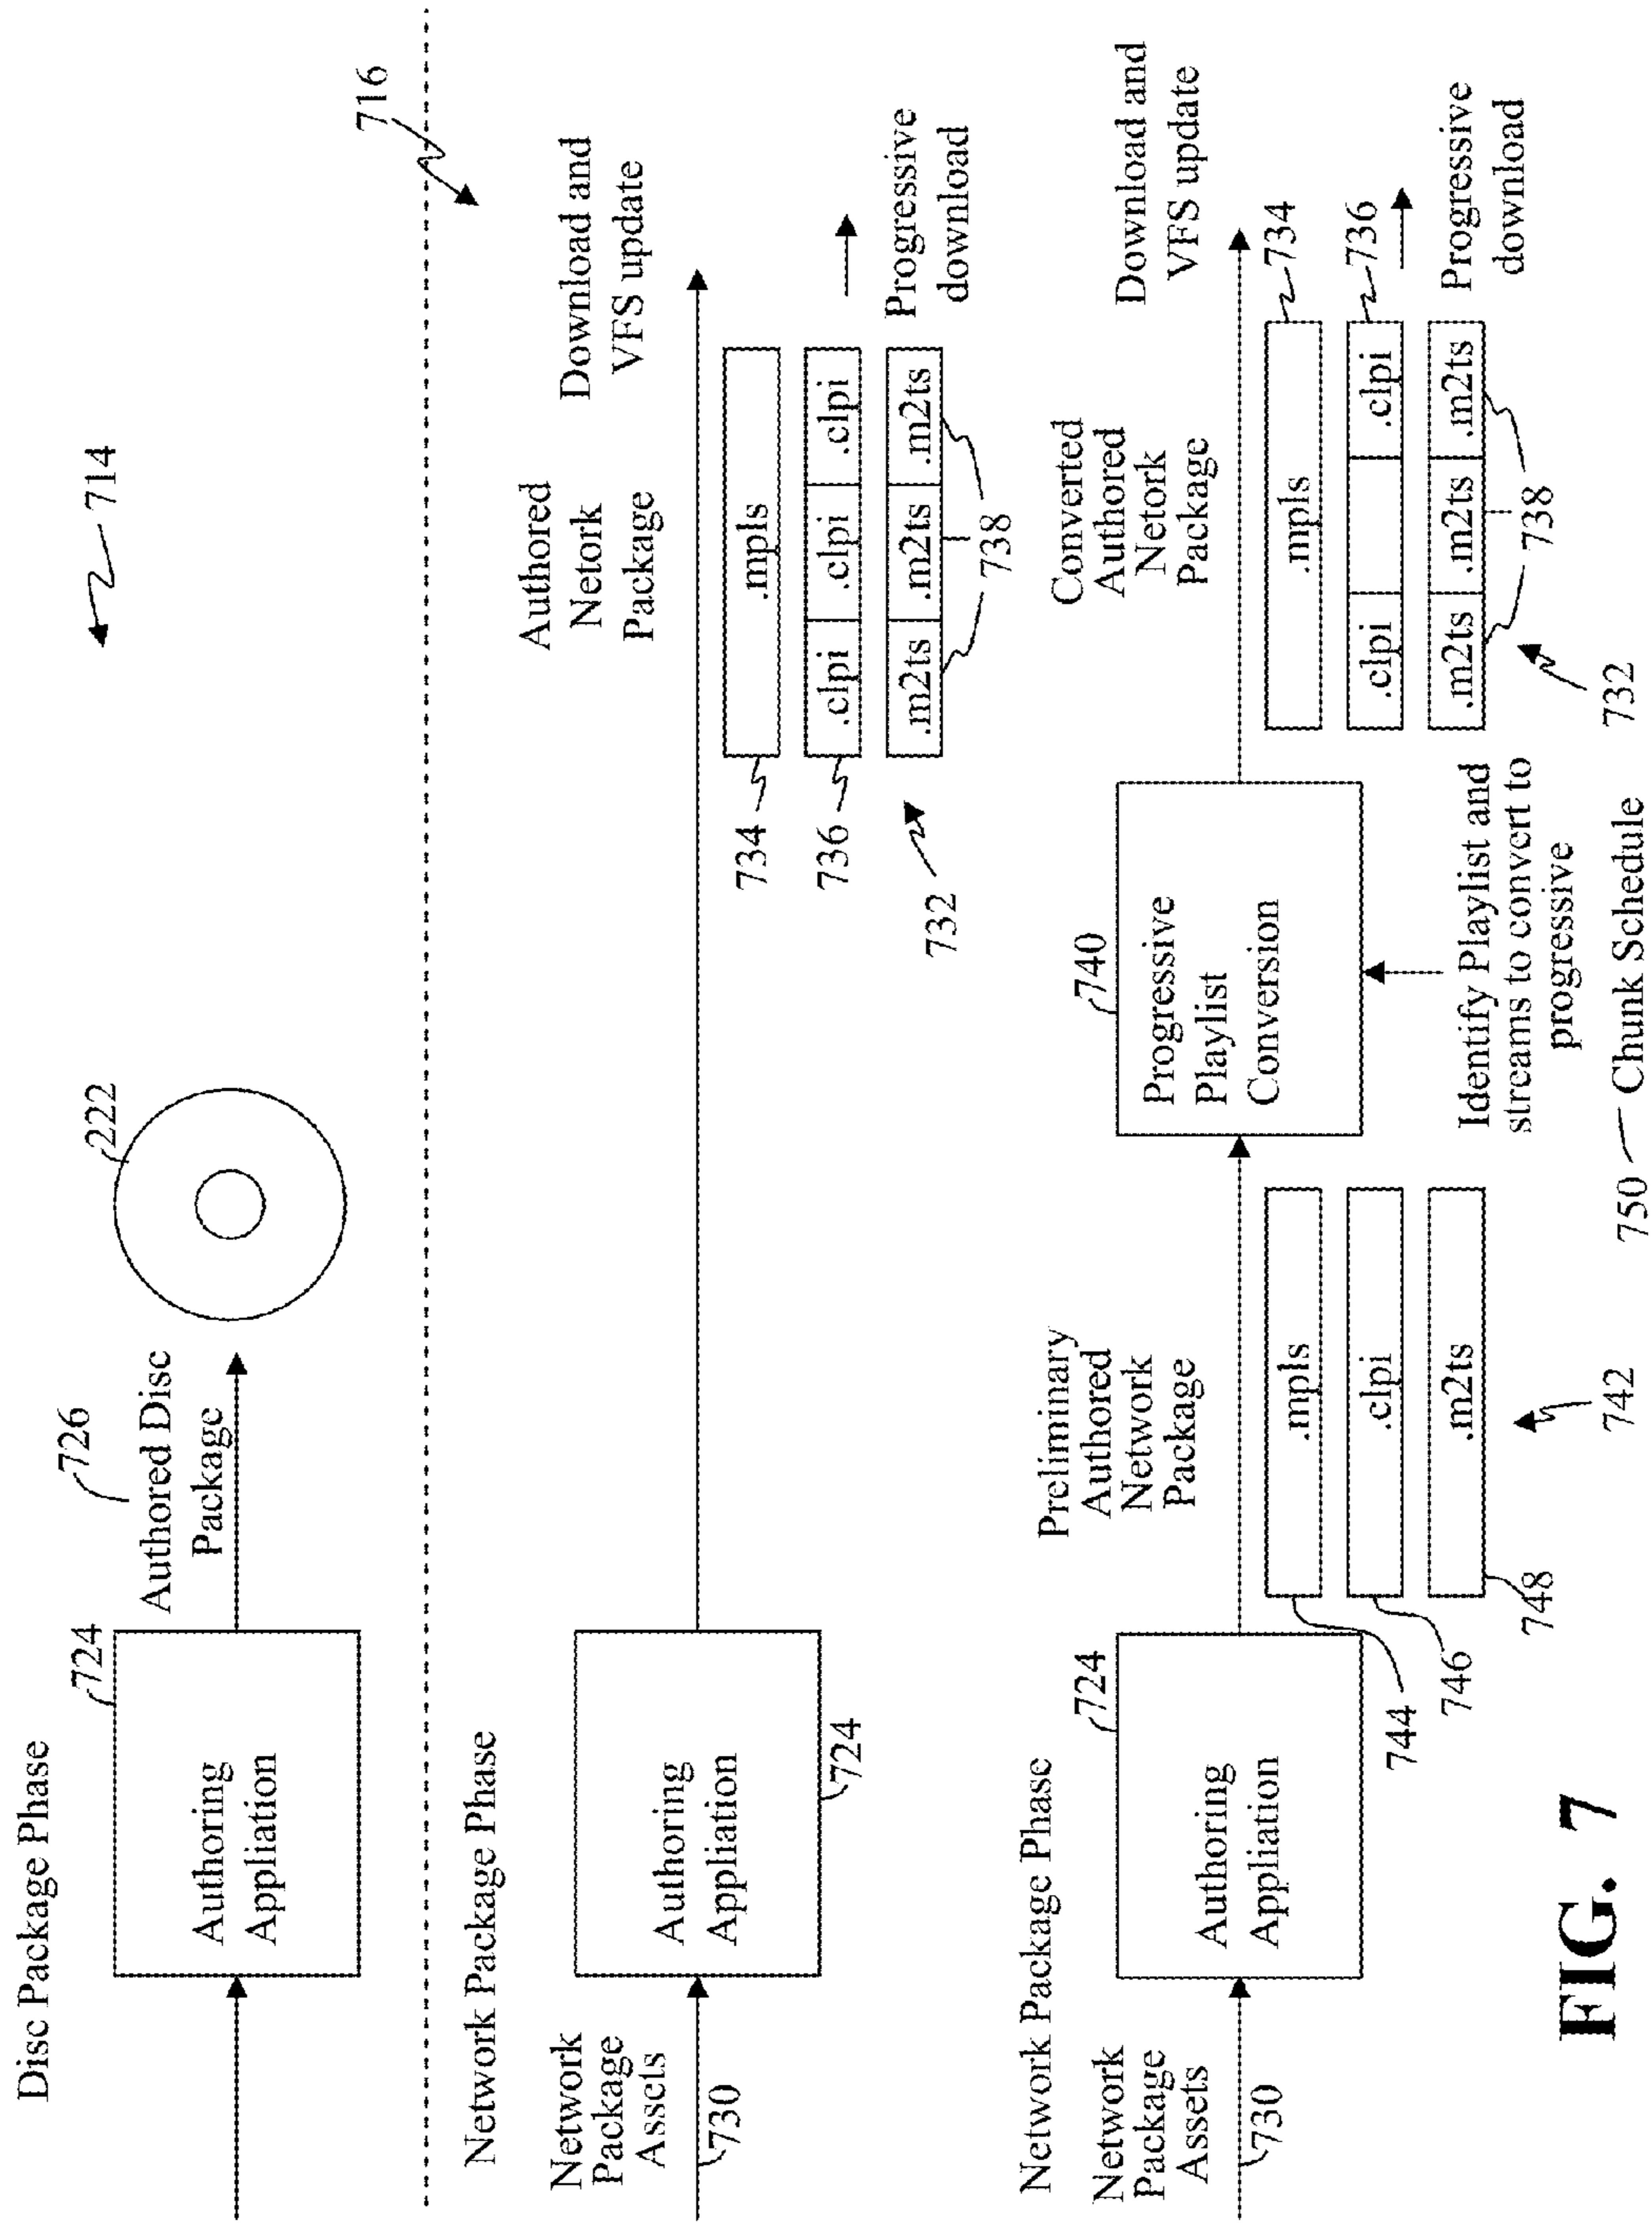 Disc Package Phase
714
724
Authoring
Appliation
726
Authored Disc
Package
222
716
Network Package Phase
Network
Package
Assets
730
Authoring
Appliation
724
Authored
Netork
Package
Download and
VFS update
734
.mpls
736
.clpi
.clpi
.clpi
.m2ts
.m2ts
.m2ts
738
732
Progressive
download
Network Package Phase
Network
Package
Assets
730
724
Authoring
Appliation
Preliminary
Authored
Network
Package
744
.mpls
746
.clpi
748
.m2ts
742
740
Progressive
Playlist
Conversion
Identify Playlist and
streams to convert to
progressive
750 Chunk Schedule
Converted
Authored
Netork
Package
Download and
VFS update
.mpls
734
.clpi
.clpi
736
.m2ts
.m2ts
.m2ts
738
732
Progressive
download
FIG. 7